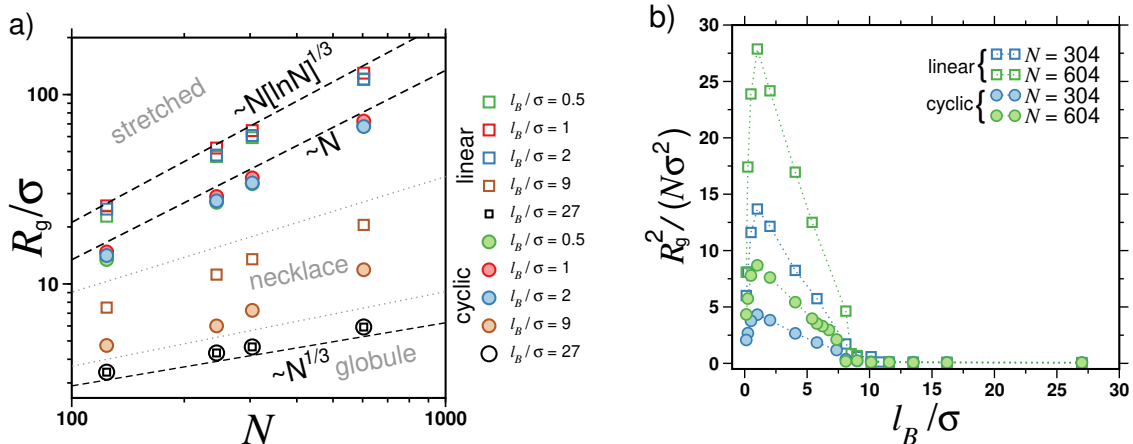 a)
R_g/σ
100
10
100
N
1000
stretched
~N[lnN]^1/3
~N
necklace
~N^1/3
globule
l_B/σ = 0.5
l_B/σ = 1
l_B/σ = 2
l_B/σ = 9
l_B/σ = 27
linear
l_B/σ = 0.5
l_B/σ = 1
l_B/σ = 2
l_B/σ = 9
l_B/σ = 27
cyclic
b)
R_g^2/(Nσ^2)
30
25
20
15
10
5
0
0 5 10 15 20 25 30
l_B/σ
linear { N = 304
N = 604
cyclic { N = 304
N = 604